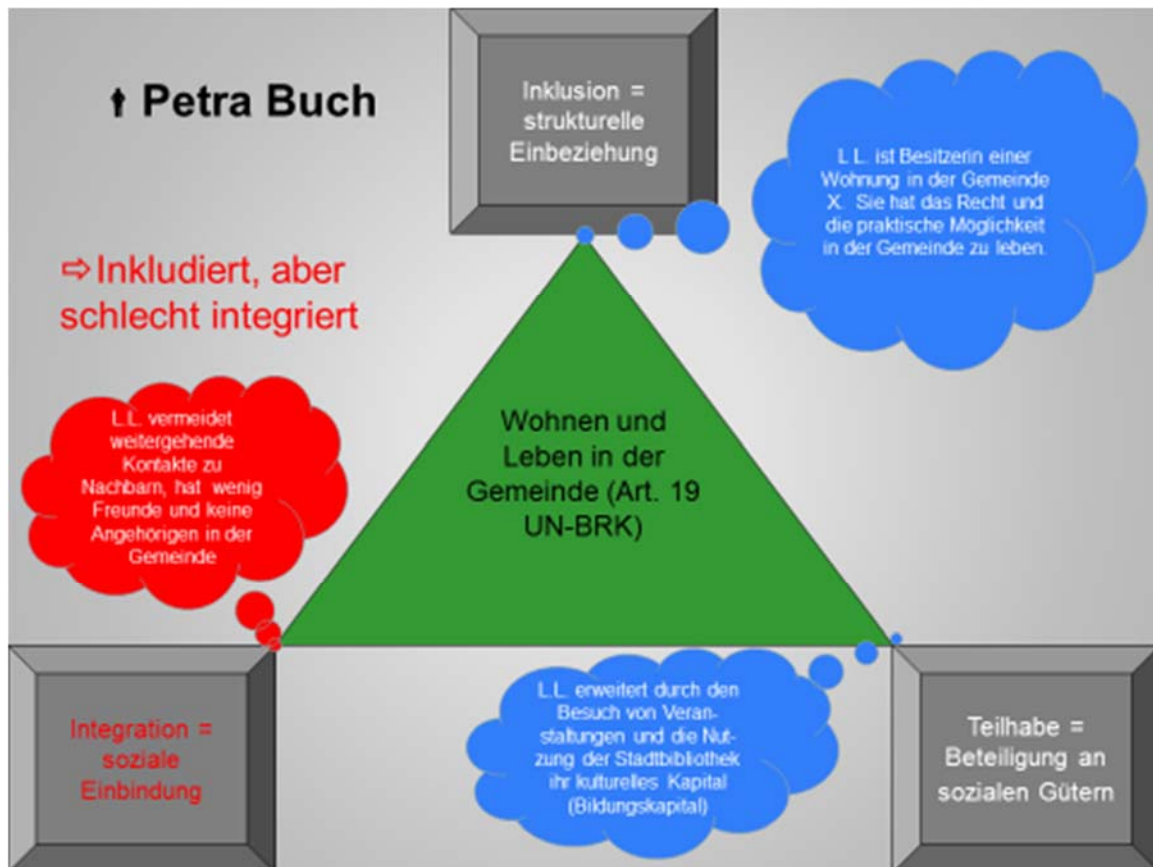 Petra Buch
Inklusion =
strukturelle
Einbeziehung
L.L. ist Besitzerin einer
Wohnung in der Gemeinde
X. Sie hat das Recht und
die praktische Möglichkeit
in der Gemeinde zu leben.
⇨Inkludiert, aber
schlecht integriert
L.L. vermeidet
weitergehende
Kontakte zu
Nachbarn, hat wenig
Freunde und keine
Angehörigen in der
Gemeinde
Wohnen und
Leben in der
Gemeinde (Art. 19
UN-BRK)
Integration =
soziale
Einbindung
L.L. erweitert durch den
Besuch von Veran-
staltungen und die Nut-
zung der Stadtbibliothek
ihr kulturelles Kapital
(Bildungskapital)
Teilhabe =
Beteiligung an
sozialen Gütern